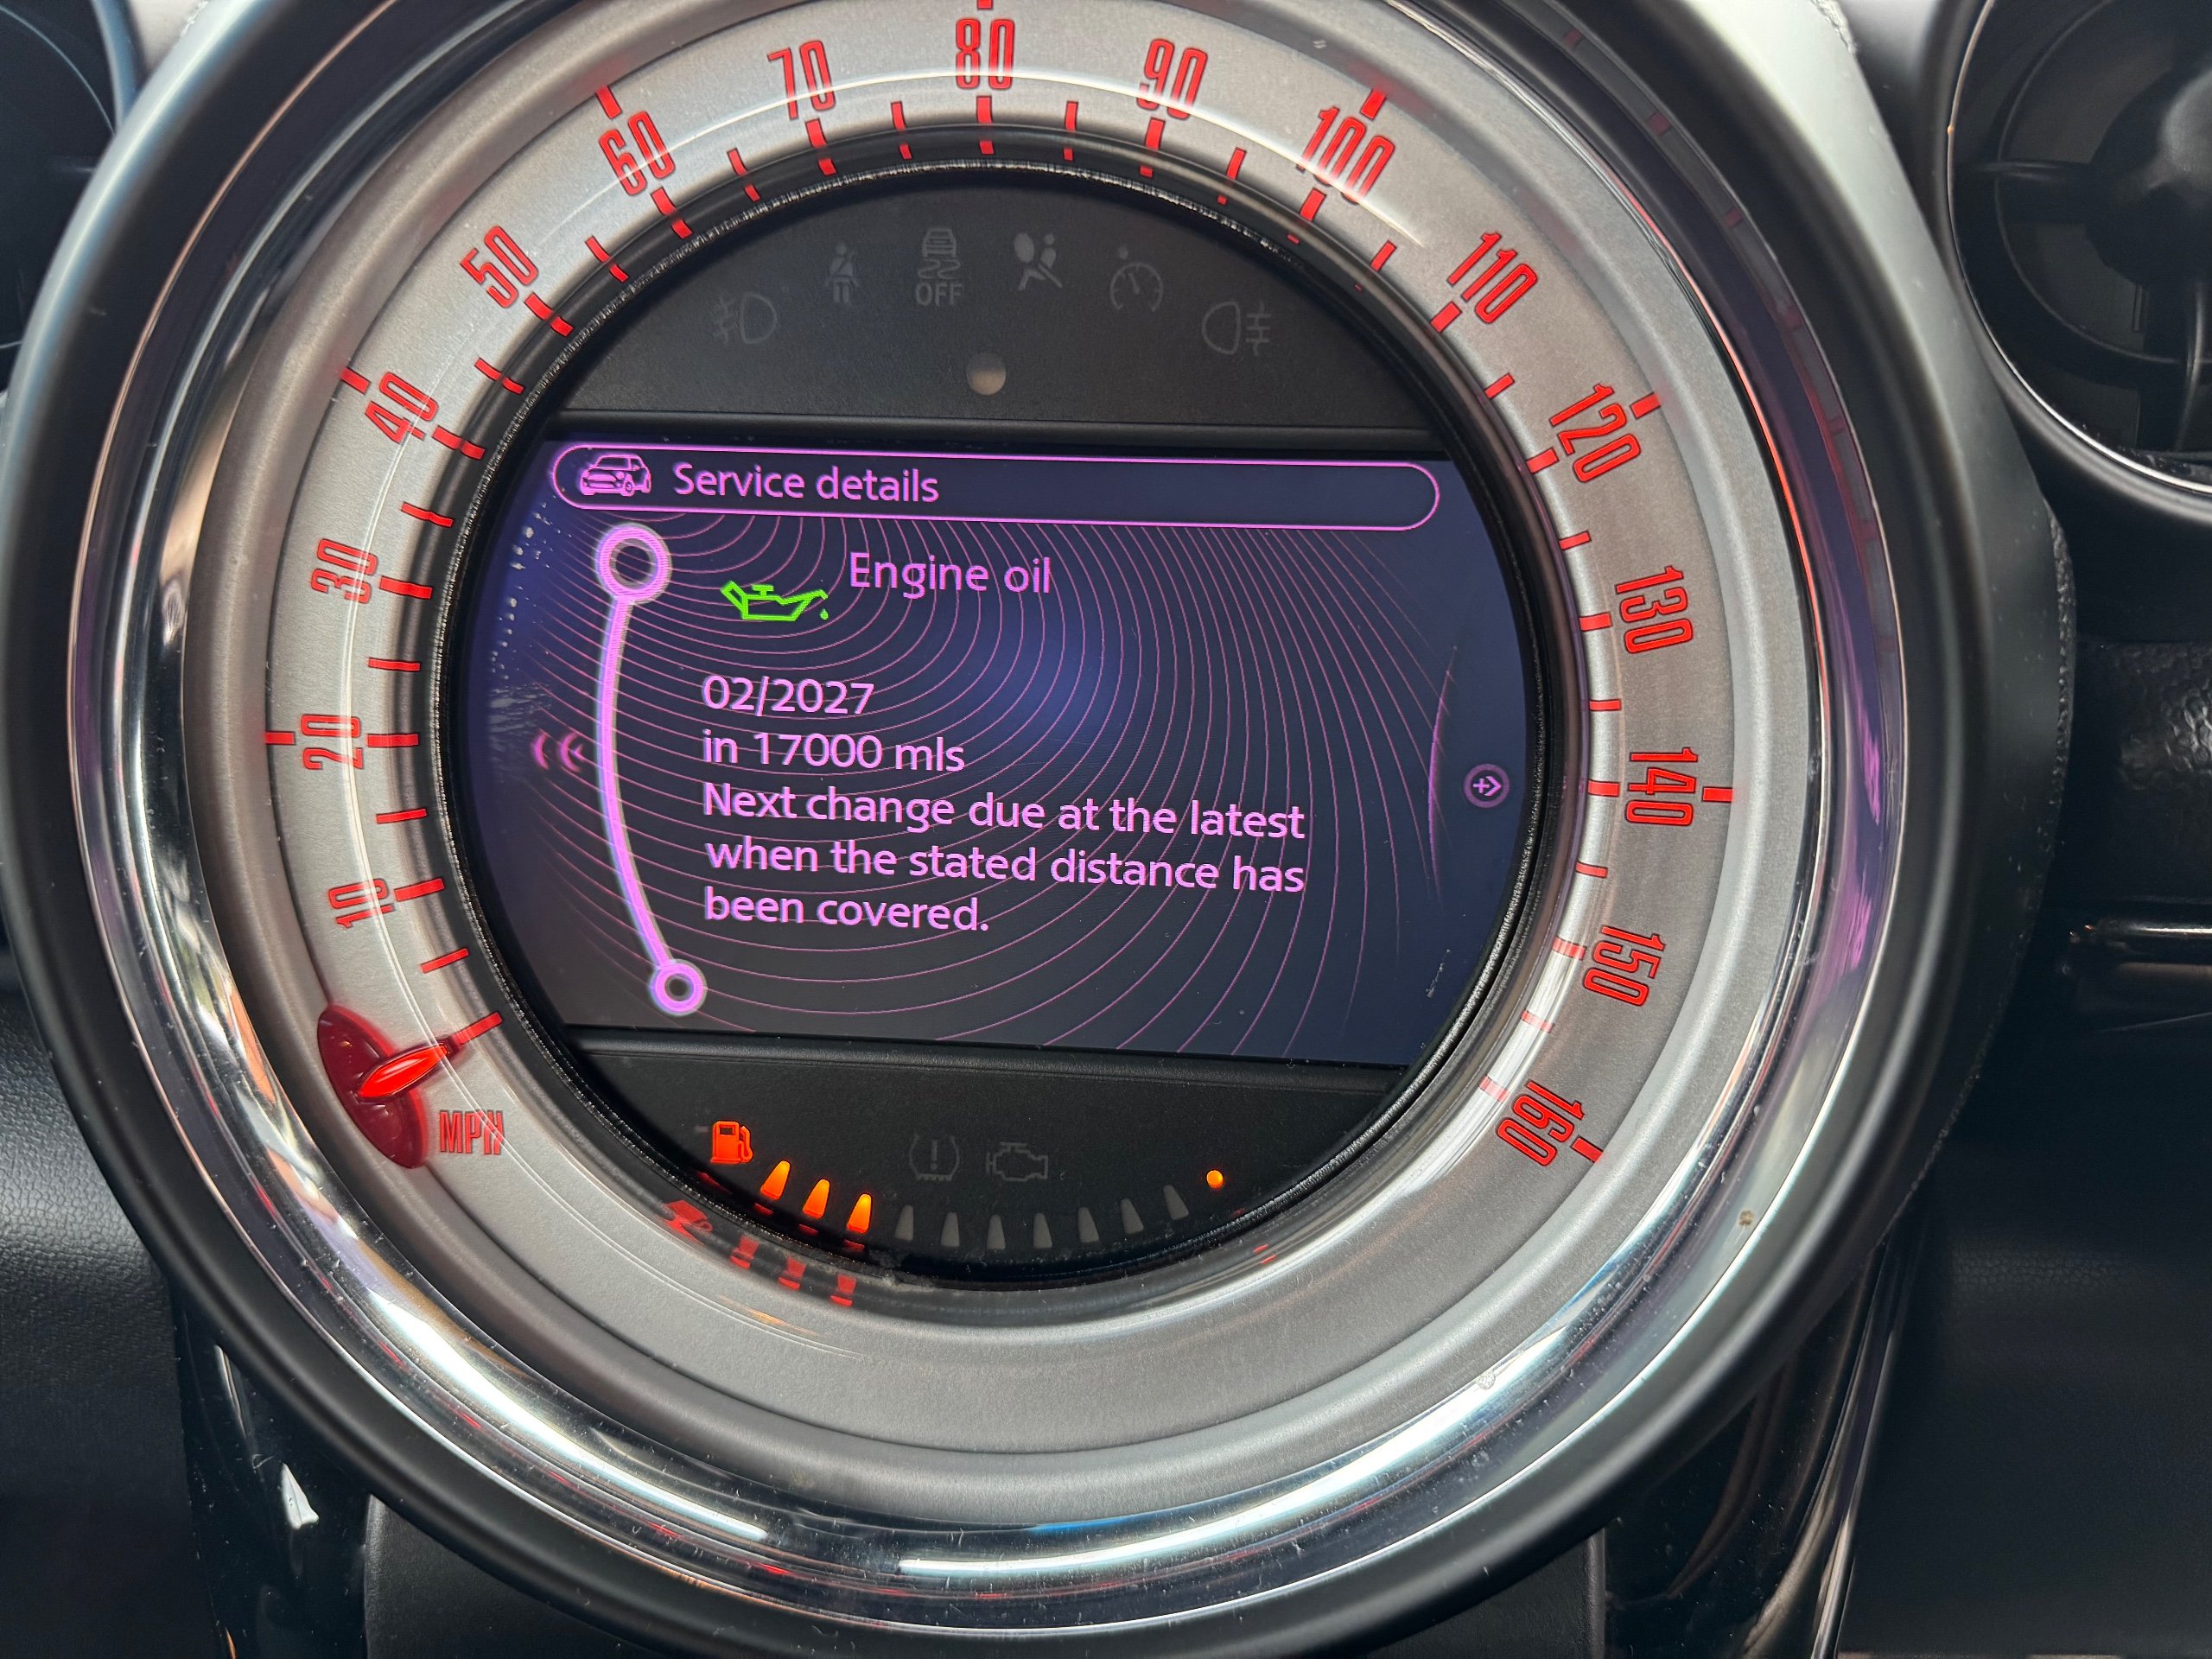 80
70
90
60
100
50
110
40
120
30
130
20
140
10
150
160
MPH
OFF
Service details
Engine oil
02/2027
in 17000 mls
Next change due at the latest
when the stated distance has
been covered.